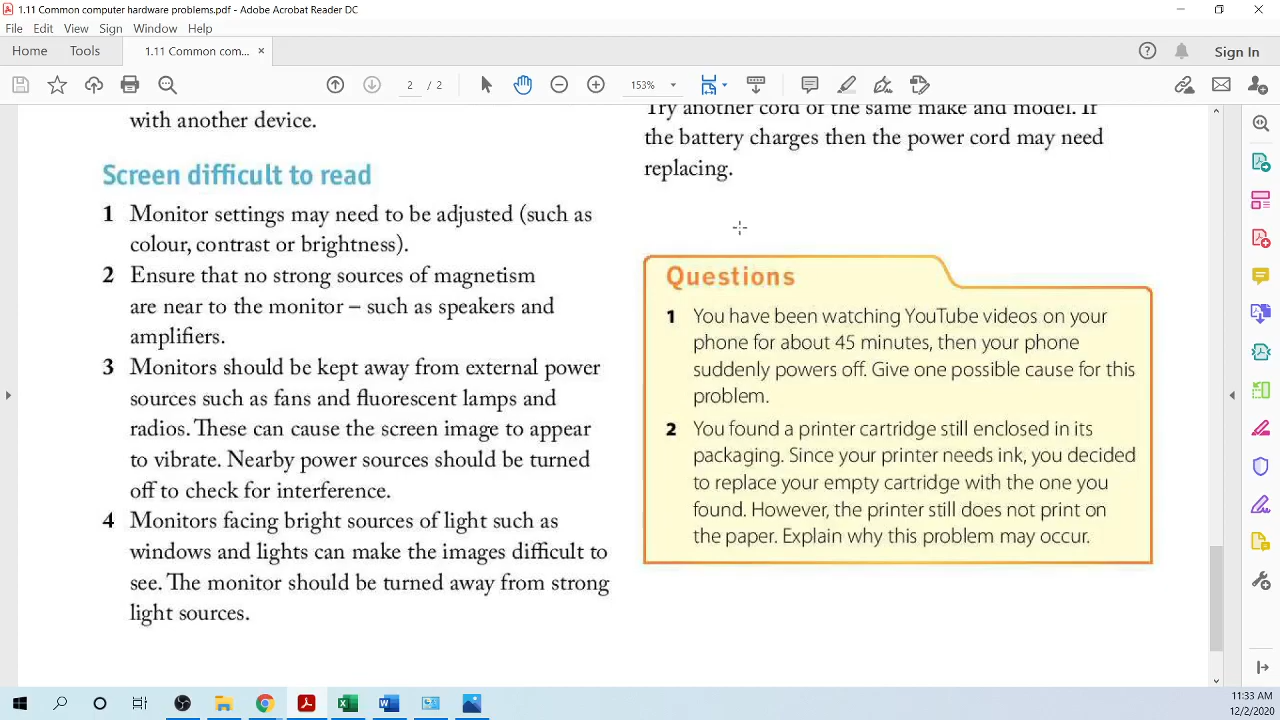 1.11 Common computer hardware problems.pdf - Adobe Acrobat Reader DC
File Edit View Sign Window Help
Home Tools 1.11 Common com... × Sign In
2 / 2 153%
with another device.
Screen difficult to read
1 Monitor settings may need to be adjusted (such as
colour, contrast or brightness).
2 Ensure that no strong sources of magnetism
are near to the monitor – such as speakers and
amplifiers.
3 Monitors should be kept away from external power
sources such as fans and fluorescent lamps and
radios. These can cause the screen image to appear
to vibrate. Nearby power sources should be turned
off to check for interference.
4 Monitors facing bright sources of light such as
windows and lights can make the images difficult to
see. The monitor should be turned away from strong
light sources.
Try another cord of the same make and model. If
the battery charges then the power cord may need
replacing.
Questions
1 You have been watching YouTube videos on your
phone for about 45 minutes, then your phone
suddenly powers off. Give one possible cause for this
problem.
2 You found a printer cartridge still enclosed in its
packaging. Since your printer needs ink, you decided
to replace your empty cartridge with the one you
found. However, the printer still does not print on
the paper. Explain why this problem may occur.
11:33 AM
12/2/2020